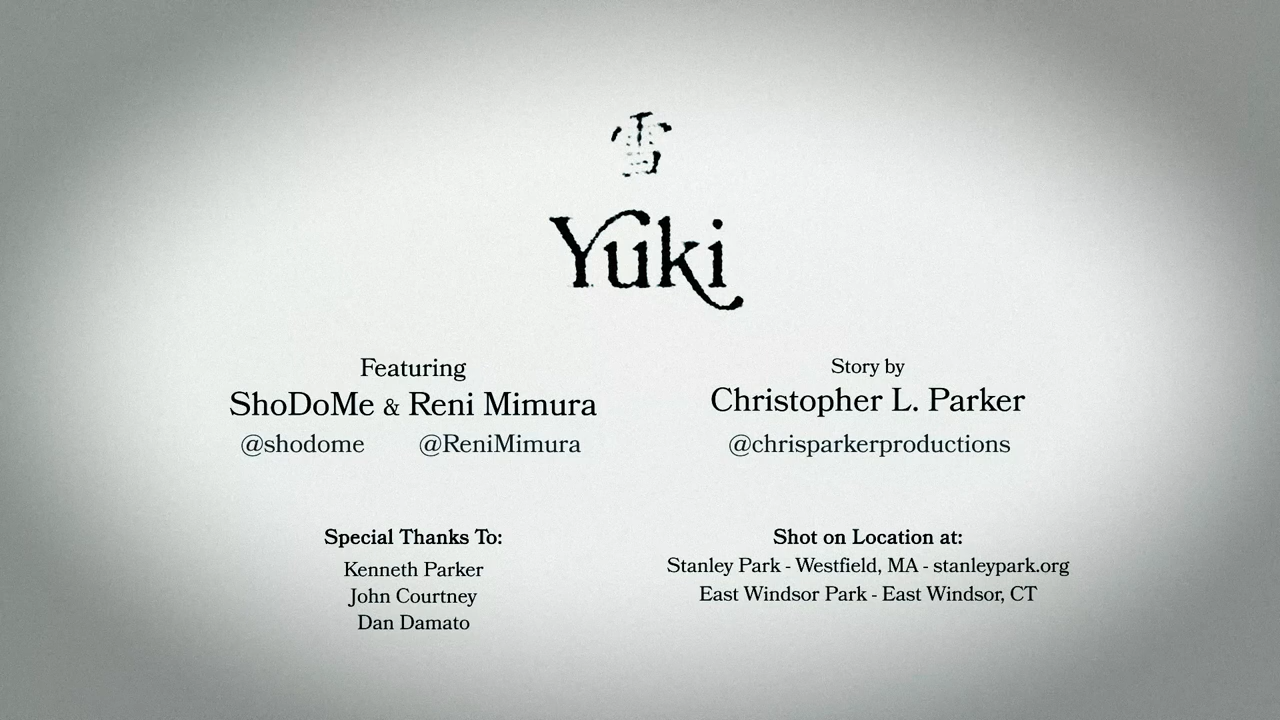 雪
Yuki
Featuring
ShoDoMe & Reni Mimura
@shodome @ReniMimura
Story by
Christopher L. Parker
@chrisparkerproductions
Special Thanks To:
Kenneth Parker
John Courtney
Dan Damato
Shot on Location at:
Stanley Park - Westfield, MA - stanleypark.org
East Windsor Park - East Windsor, CT